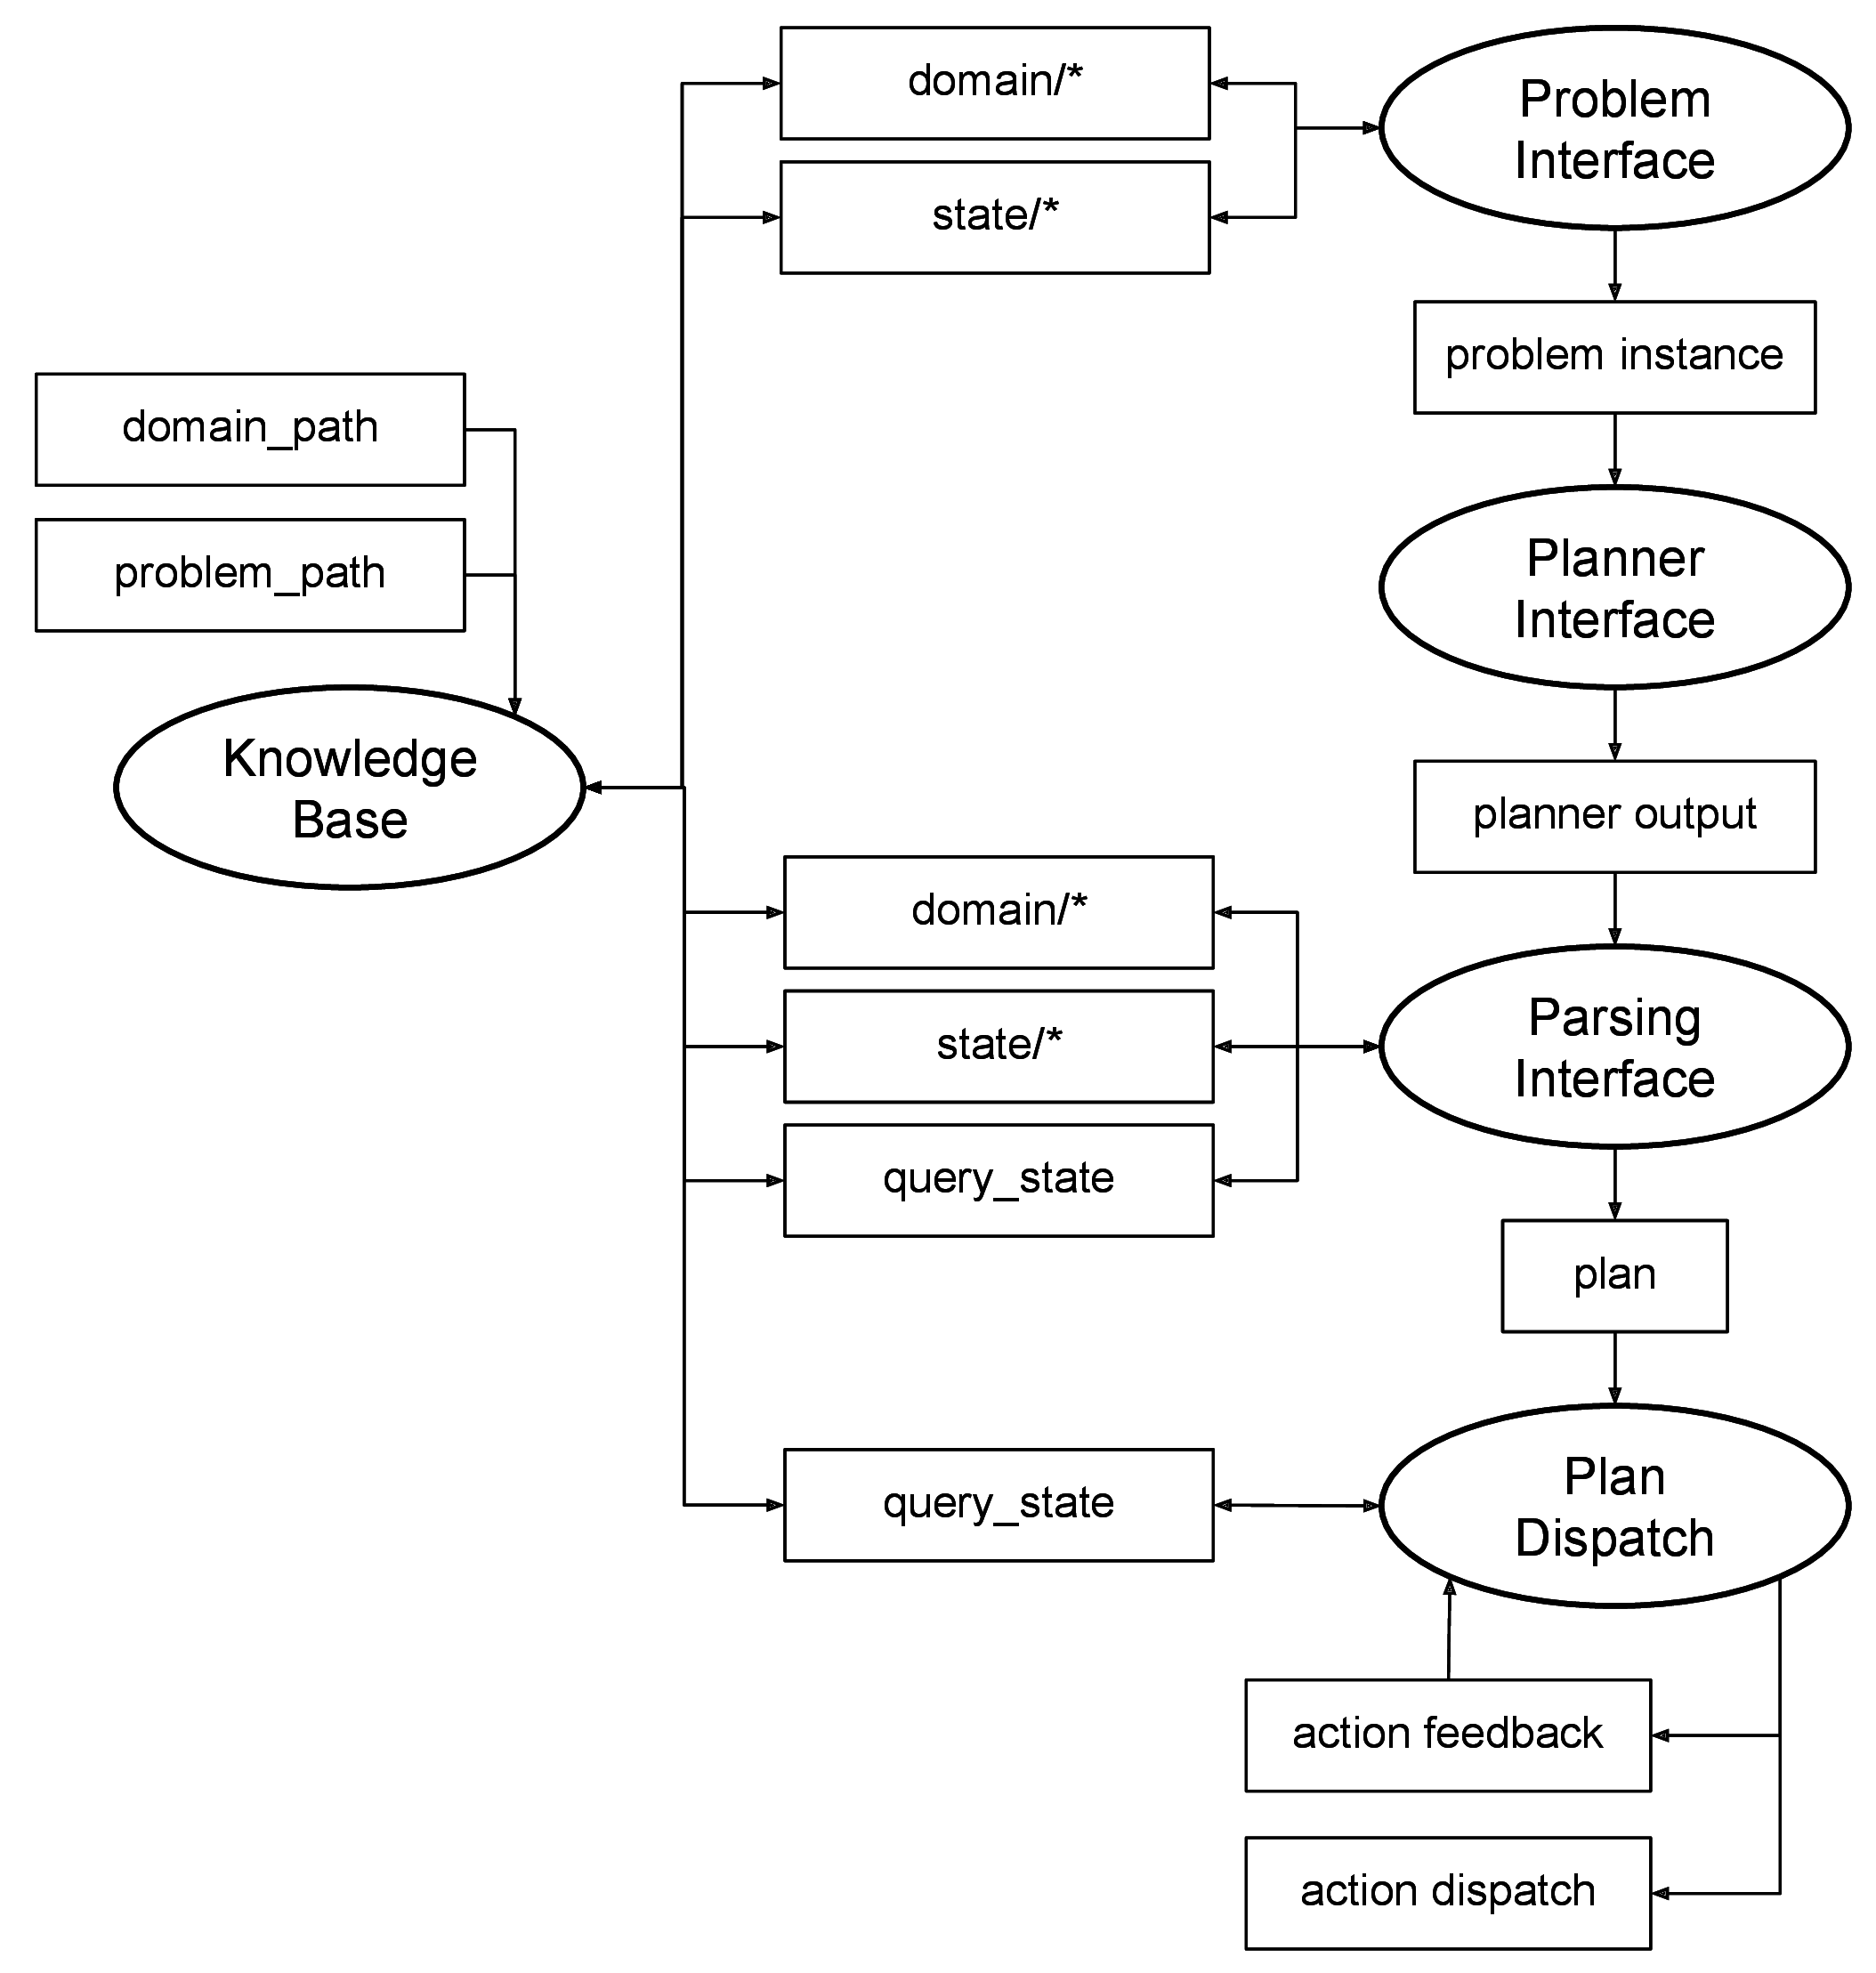 domain/*
state/*
Problem
Interface
problem instance
domain_path
problem_path
Planner
Interface
Knowledge
Base
planner output
domain/*
state/*
query_state
Parsing
Interface
plan
query_state
Plan
Dispatch
action feedback
action dispatch